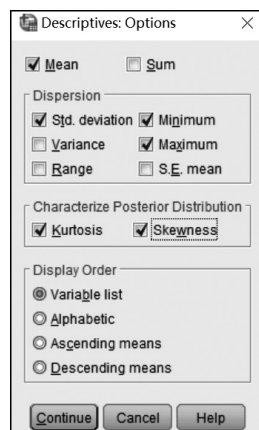 Descriptives: Options
Mean Sum
Dispersion
Std. deviation Minimum
Variance Maximum
Range S.E. mean
Characterize Posterior Distribution
Kurtosis Skewness
Display Order
Variable list
Alphabetic
Ascending means
Descending means
Continue Cancel Help